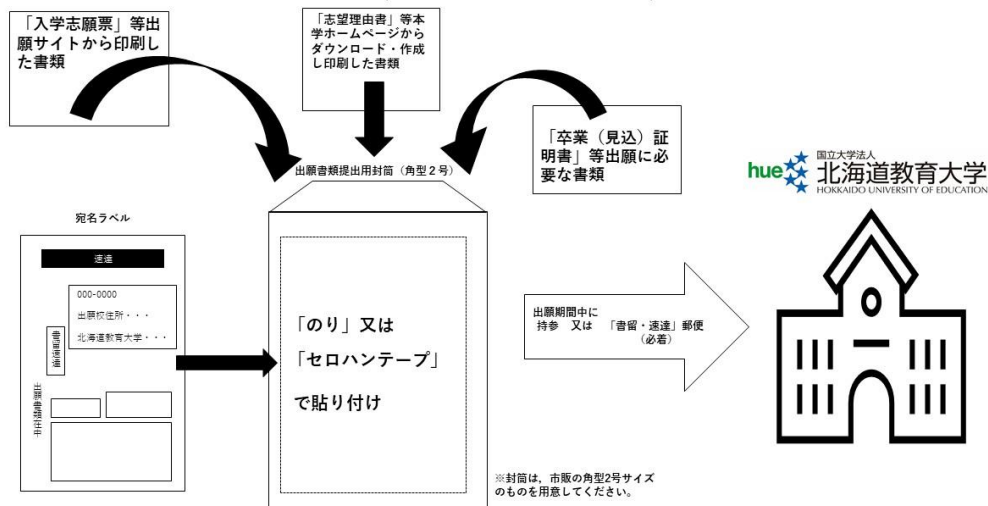 「入学志願票」等出
願サイトから印刷し
た書類
「志望理由書」等本
学ホームページから
ダウンロード・作成
し印刷した書類
「卒業（見込）証
明書」等出願に必
要な書類
出願書類提出用封筒（角型２号）
hue
国立大学法人
北海道教育大学
HOKKAIDO UNIVERSITY OF EDUCATION
宛名ラベル
速達
000-0000
出願校住所・・・
北海道教育大学・・・
書留速達
出願書類在中
「のり」又は
「セロハンテープ」
で貼り付け
出願期間中に
持参　又は　「書留・速達」郵便
（必着）
※封筒は，市販の角型2号サイズ
のものを用意してください。